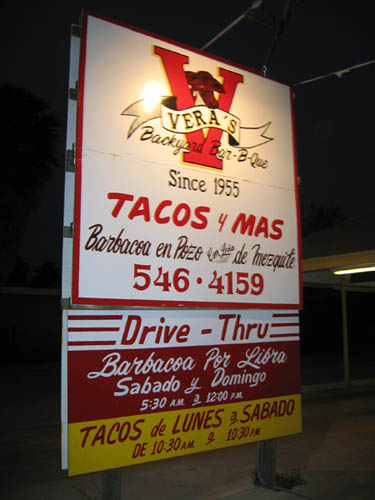 V
VERA'S
Backyard Bar-B-Que
Since 1955
TACOS y MAS
Barbacoa en Pozo con Leña de Mezquite
546·4159
Drive-Thru
Barbacoa Por Libra
Sabado y Domingo
5:30 AM a 12:00 P.M.
TACOS de LUNES a SABADO
DE 10:30 AM. a 10:30 PM.